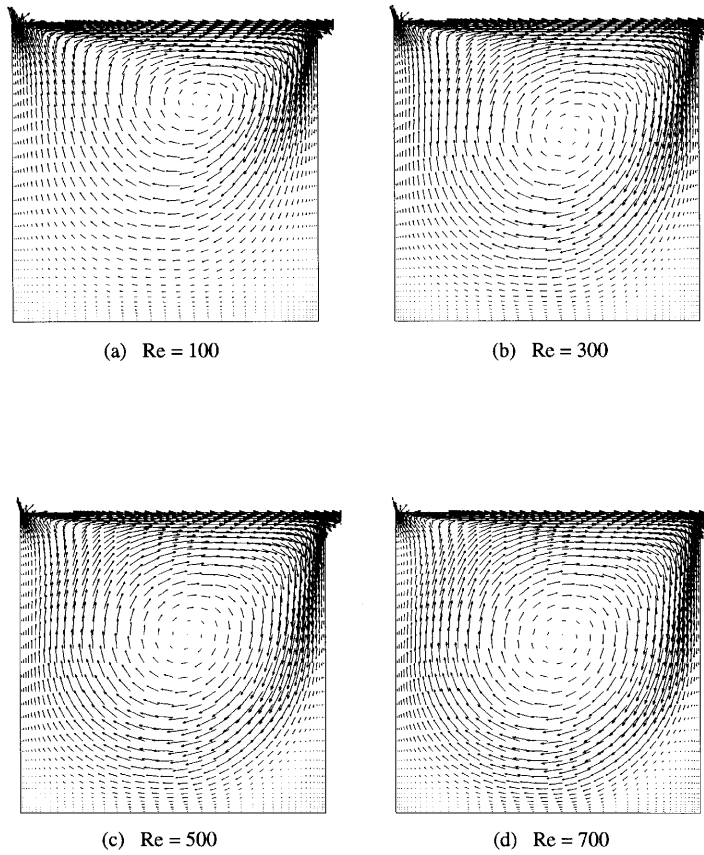 (a) Re = 100
(b) Re = 300
(c) Re = 500
(d) Re = 700